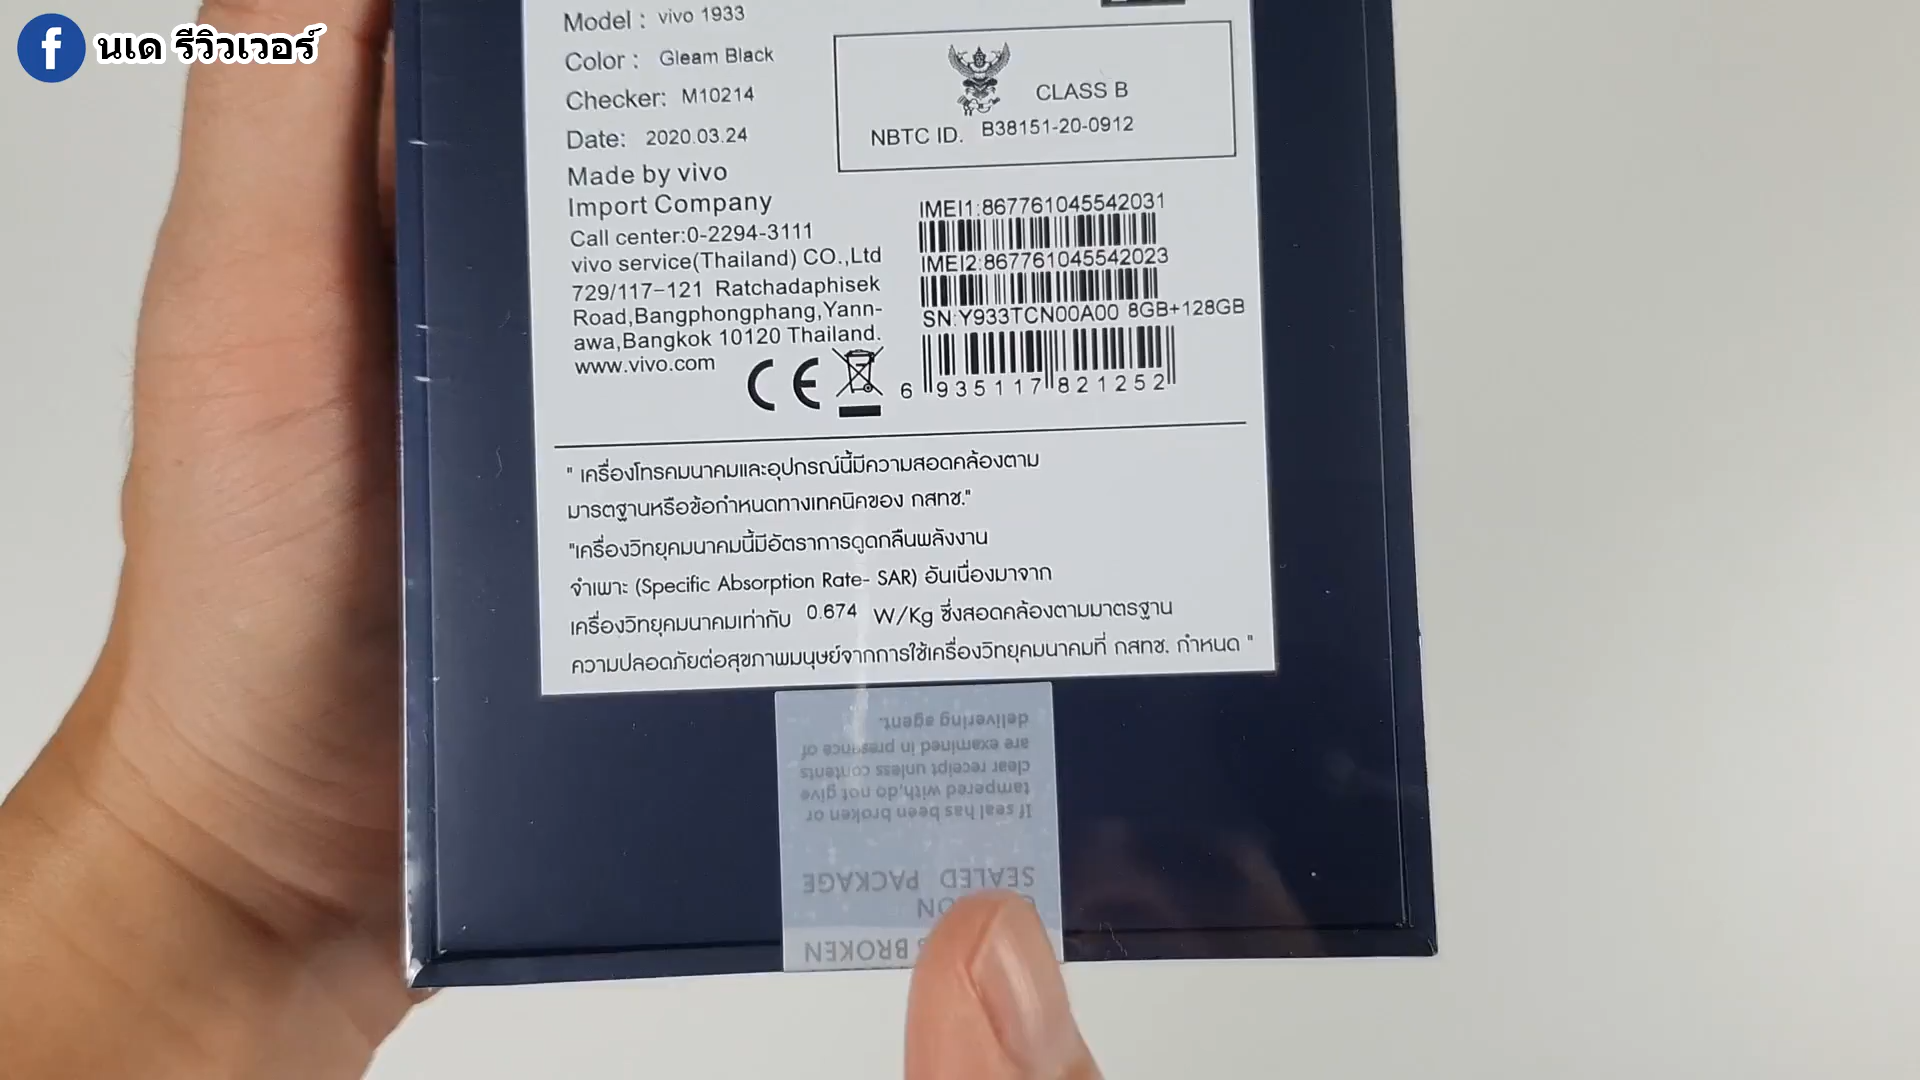 f นเด รีวิวเวอร์
Model : vivo 1933
Color : Gleam Black
Checker: M10214
Date: 2020.03.24
Made by vivo
Import Company
Call center:0-2294-3111
vivo service(Thailand) CO.,Ltd
729/117-121 Ratchadaphisek
Road,Bangphongphang,Yann-
awa,Bangkok 10120 Thailand.
www.vivo.com
CE
CLASS B
NBTC ID. B38151-20-0912
IMEI1:867761045542031
IMEI2:867761045542023
SN:Y933TCN00A00 8GB+128GB
6 935117 821252
" เครื่องโทรคมนาคมและอุปกรณ์นี้มีความสอดคล้องตาม
มารตฐานหรือข้อกำหนดทางเทคนิคของ กสทช."
"เครื่องวิทยุคมนาคมนี้มีอัตราการดูดกลืนพลังงาน
จำเพาะ (Specific Absorption Rate- SAR) อันเนื่องมาจาก
เครื่องวิทยุคมนาคมเท่ากับ 0.674 W/Kg ซึ่งสอดคล้องตามมาตรฐาน
ความปลอดภัยต่อสุขภาพมนุษย์จากการใช้เครื่องวิทยุคมนาคมที่ กสทช. กำหนด "
BROKEN
SEALED PACKAGE
If seal has been broken or
tampered with,do not give
clear receipt unless contents
are examined in presence of
delivering agent.